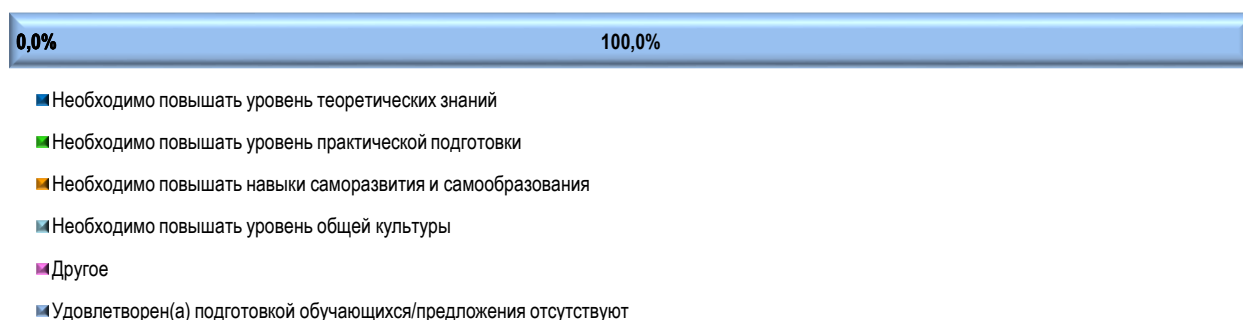 0,0% 100,0%
Необходимо повышать уровень теоретических знаний
Необходимо повышать уровень практической подготовки
Необходимо повышать навыки саморазвития и самообразования
Необходимо повышать уровень общей культуры
Другое
Удовлетворен(а) подготовкой обучающихся/предложения отсутствуют